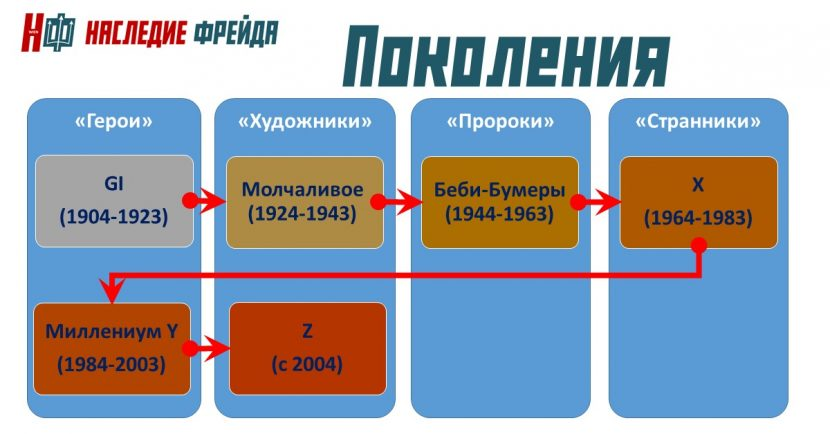 НФ НАСЛЕДИЕ ФРЕЙДА
Поколения
«Герои»
«Художники»
«Пророки»
«Странники»
GI
(1904-1923)
Молчаливое
(1924-1943)
Беби-Бумеры
(1944-1963)
X
(1964-1983)
Миллениум Y
(1984-2003)
Z
(с 2004)